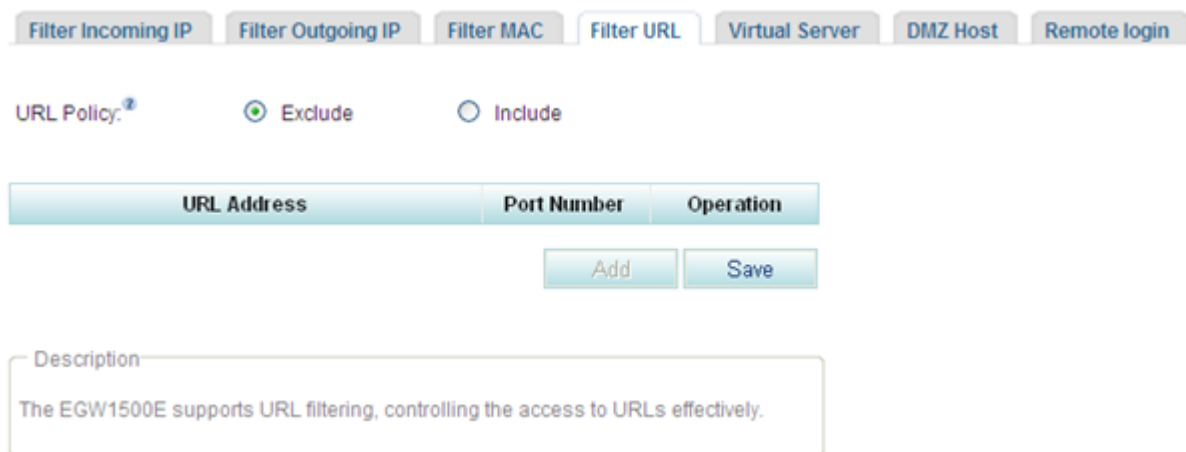 Filter Incoming IP Filter Outgoing IP Filter MAC Filter URL Virtual Server DMZ Host Remote login
URL Policy: ? Exclude Include
URL Address Port Number Operation
Add Save
Description
The EGW1500E supports URL filtering, controlling the access to URLs effectively.